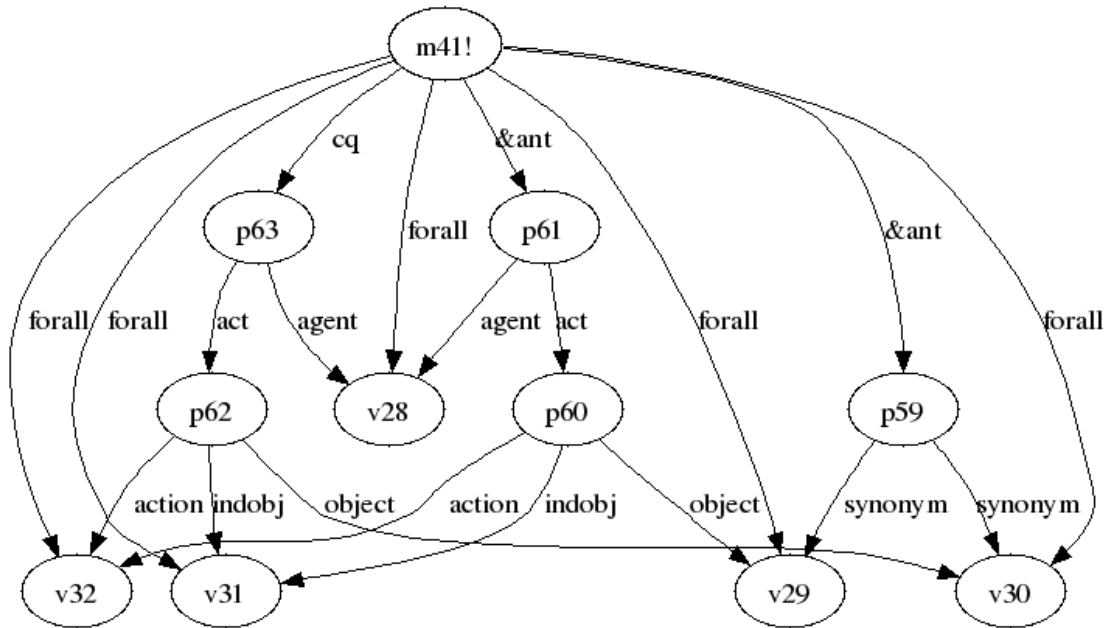 m41!
cq
&ant
p63
forall
p61
&ant
forall
forall
act
agent
agent
act
forall
forall
p62
v28
p60
p59
action
indobj
object
action
indobj
object
synonym
synonym
v32
v31
v29
v30